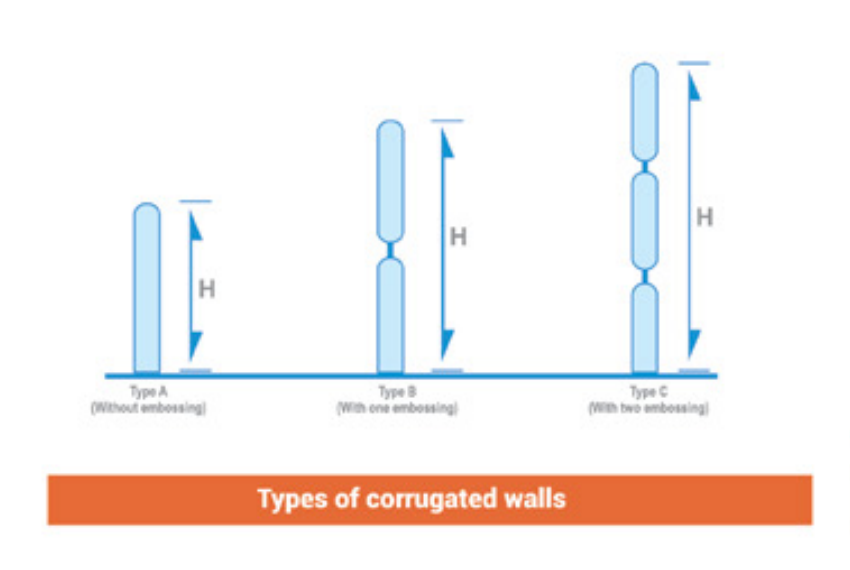 H
H
H
Type A
(Without embossing)
Type B
(With one embossing)
Type C
(With two embossing)
Types of corrugated walls